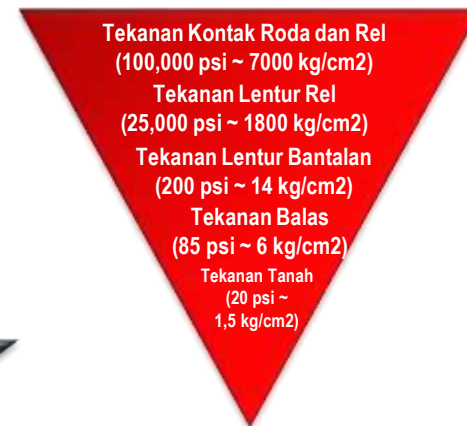 Tekanan Kontak Roda dan Rel
(100,000 psi ~ 7000 kg/cm2)
Tekanan Lentur Rel
(25,000 psi ~ 1800 kg/cm2)
Tekanan Lentur Bantalan
(200 psi ~ 14 kg/cm2)
Tekanan Balas
(85 psi ~ 6 kg/cm2)
Tekanan Tanah
(20 psi ~
1,5 kg/cm2)